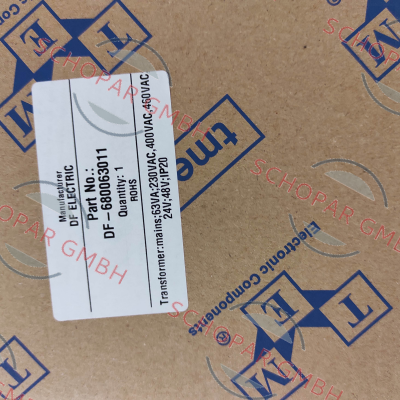 Manufacturer
DF ELECTRIC
Part No.:
DF-680063011
Quantity: 1
ROHS
Transformer:mains;63VA;230VAC,400VAC,460VAC
24V;48V;IP20
tme
Electronic Components
T
E
M
®
T
E
M
SCHOPAR GMBH
SCHOPAR GMBH
SCHOPAR GMBH
SCHOPAR GMBH